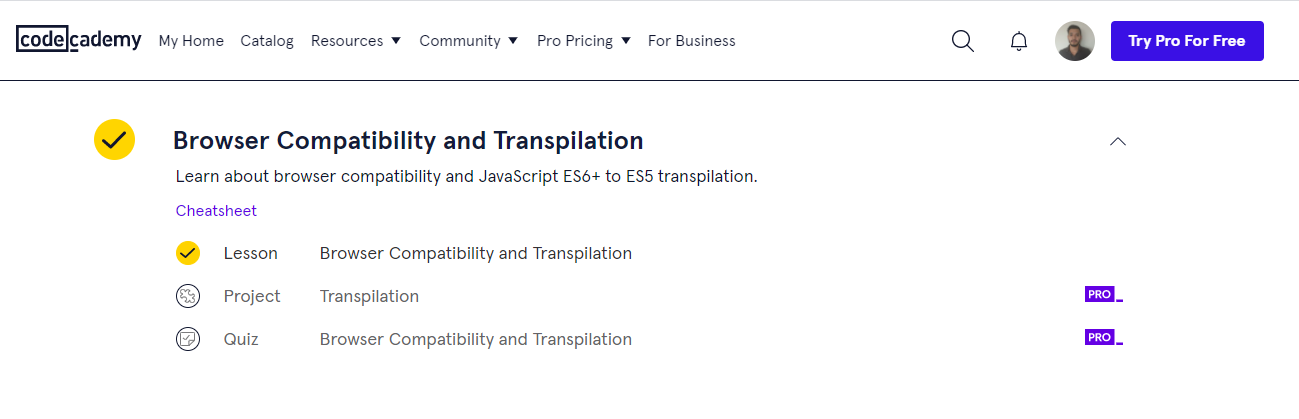 codecademy My Home Catalog Resources Community Pro Pricing For Business Try Pro For Free
Browser Compatibility and Transpilation
Learn about browser compatibility and JavaScript ES6+ to ES5 transpilation.
Cheatsheet
Lesson Browser Compatibility and Transpilation
Project Transpilation PRO
Quiz Browser Compatibility and Transpilation PRO